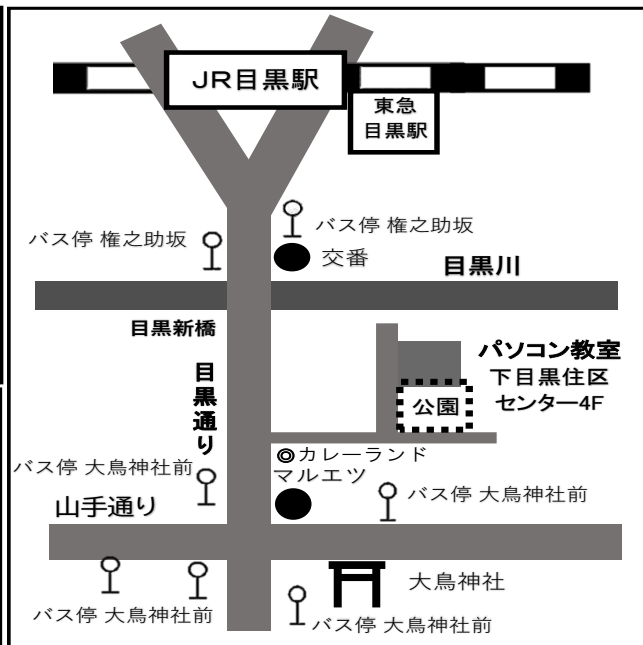 JR目黒駅
東急
目黒駅
バス停 権之助坂
バス停 権之助坂
交番
目黒川
目黒新橋
目黒通り
パソコン教室
下目黒住区
センター4F
公園
◎カレーランド
マルエツ
バス停 大鳥神社前
バス停 大鳥神社前
山手通り
大鳥神社
バス停 大鳥神社前
バス停 大鳥神社前